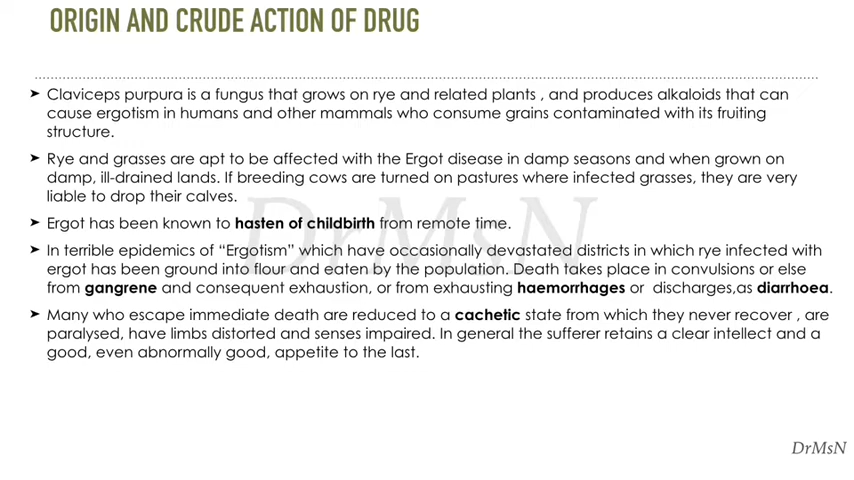 ORIGIN AND CRUDE ACTION OF DRUG
➤ Claviceps purpura is a fungus that grows on rye and related plants , and produces alkaloids that can
cause ergotism in humans and other mammals who consume grains contaminated with its fruiting
structure.
➤ Rye and grasses are apt to be affected with the Ergot disease in damp seasons and when grown on
damp, ill-drained lands. If breeding cows are turned on pastures where infected grasses, they are very
liable to drop their calves.
➤ Ergot has been known to hasten of childbirth from remote time.
➤ In terrible epidemics of “Ergotism” which have occasionally devastated districts in which rye infected with
ergot has been ground into flour and eaten by the population. Death takes place in convulsions or else
from gangrene and consequent exhaustion, or from exhausting haemorrhages or discharges,as diarrhoea.
➤ Many who escape immediate death are reduced to a cachetic state from which they never recover , are
paralysed, have limbs distorted and senses impaired. In general the sufferer retains a clear intellect and a
good, even abnormally good, appetite to the last.
DrMsN
DrMsN